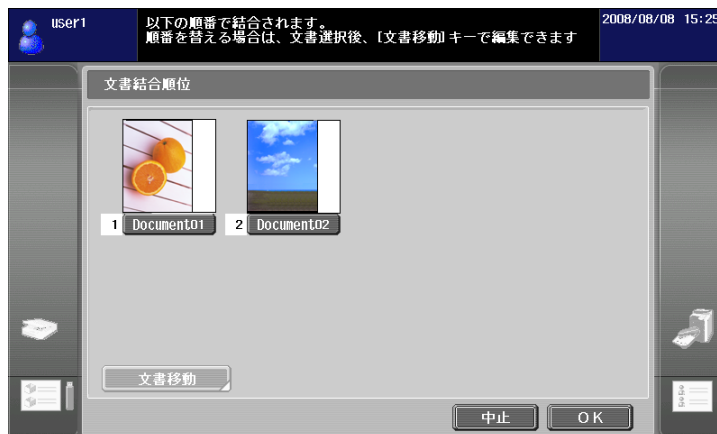 user1
以下の順番で結合されます。
順番を替える場合は、文書選択後、[文書移動]キーで編集できます
2008/08/08 15:25
文書結合順位
1 Document01
2 Document02
文書移動
中止
OK